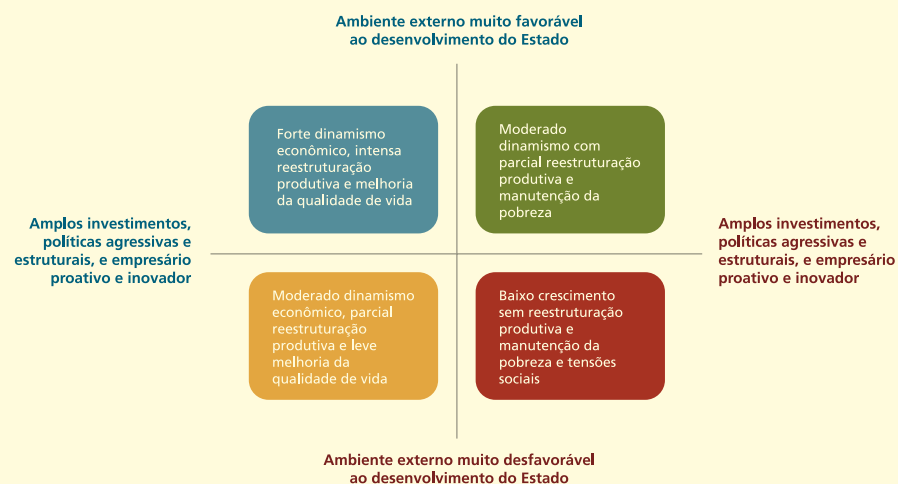 Ambiente externo muito favorável
ao desenvolvimento do Estado
Forte dinamismo
econômico, intensa
reestruturação
produtiva e melhoria
da qualidade de vida
Moderado
dinamismo com
parcial reestruturação
produtiva e
manutenção da
pobreza
Amplos investimentos,
políticas agressivas e
estruturais, e empresário
proativo e inovador
Amplos investimentos,
políticas agressivas e
estruturais, e empresário
proativo e inovador
Moderado dinamismo
econômico, parcial
reestruturação
produtiva e leve
melhoria da
qualidade de vida
Baixo crescimento
sem reestruturação
produtiva e
manutenção da
pobreza e tensões
sociais
Ambiente externo muito desfavorável
ao desenvolvimento do Estado